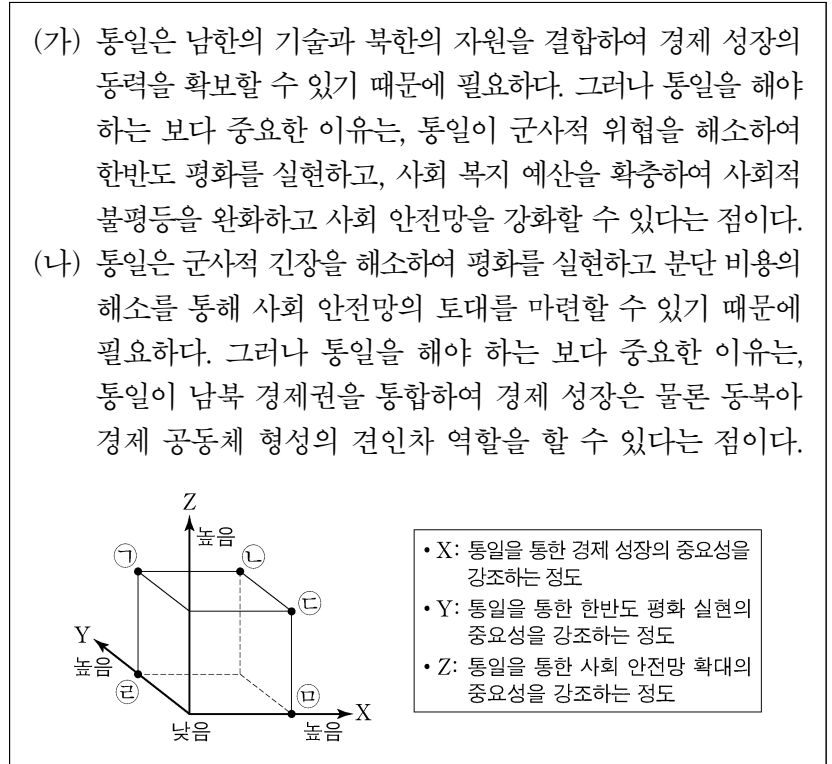 (가) 통일은 남한의 기술과 북한의 자원을 결합하여 경제 성장의
동력을 확보할 수 있기 때문에 필요하다. 그러나 통일을 해야
하는 보다 중요한 이유는, 통일이 군사적 위협을 해소하여
한반도 평화를 실현하고, 사회 복지 예산을 확충하여 사회적
불평등을 완화하고 사회 안전망을 강화할 수 있다는 점이다.
(나) 통일은 군사적 긴장을 해소하여 평화를 실현하고 분단 비용의
해소를 통해 사회 안전망의 토대를 마련할 수 있기 때문에
필요하다. 그러나 통일을 해야 하는 보다 중요한 이유는,
통일이 남북 경제권을 통합하여 경제 성장은 물론 동북아
경제 공동체 형성의 견인차 역할을 할 수 있다는 점이다.
Z
높음
㉠ ㉡
㉢
Y
높음
㉣ ㉤
X
낮음 높음
• X: 통일을 통한 경제 성장의 중요성을
강조하는 정도
• Y: 통일을 통한 한반도 평화 실현의
중요성을 강조하는 정도
• Z: 통일을 통한 사회 안전망 확대의
중요성을 강조하는 정도